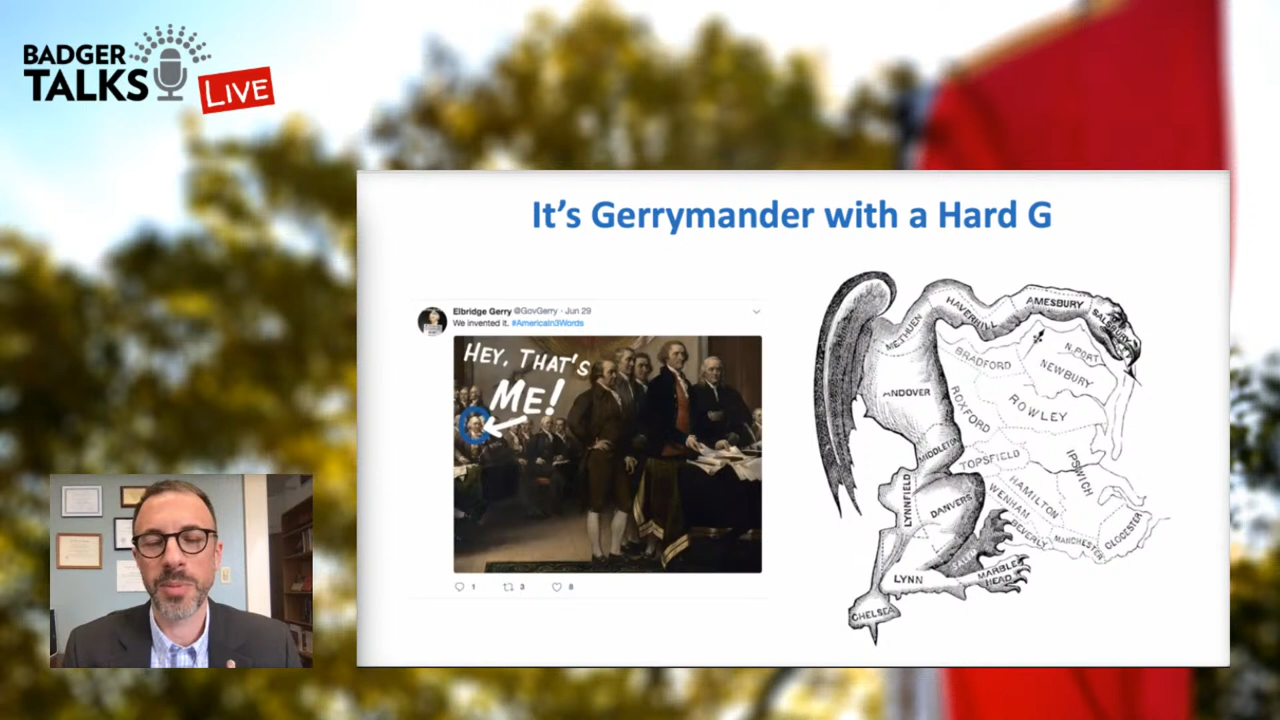 BADGER
TALKS
LIVE
It's Gerrymander with a Hard G
Elbridge Gerry @GovGerry · Jun 29
We invented it. #AmericaIn3Words
HEY, THAT'S
ME!
1 3 8
AMESBURY
HAVERHILL
SALISBURY
METHUEN
N.PORT
BRADFORD
NEWBURY
ANDOVER
ROXFORD
ROWLEY
MIDDLETON
TOPSFIELD
IPSWICH
HAMILTON
LYNNFIELD
WENHAM
DANVERS
BEVERLY
MANCHESTER
GLOCESTER
SALEM
LYNN
MARBLE
HEAD
CHELSEA